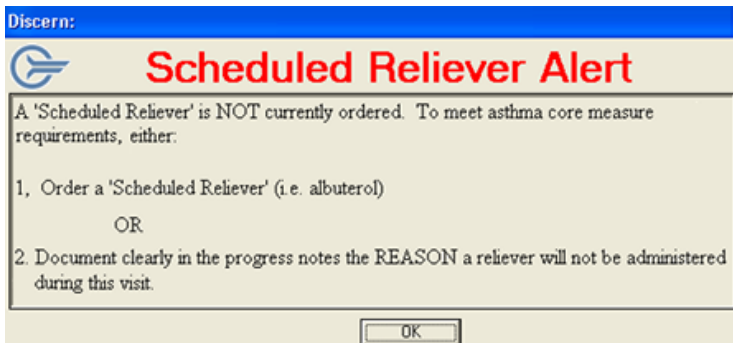 Discern:
Scheduled Reliever Alert
A 'Scheduled Reliever' is NOT currently ordered. To meet asthma core measure
requirements, either:
1, Order a 'Scheduled Reliever' (i.e. albuterol)
OR
2. Document clearly in the progress notes the REASON a reliever will not be administered
during this visit.
OK